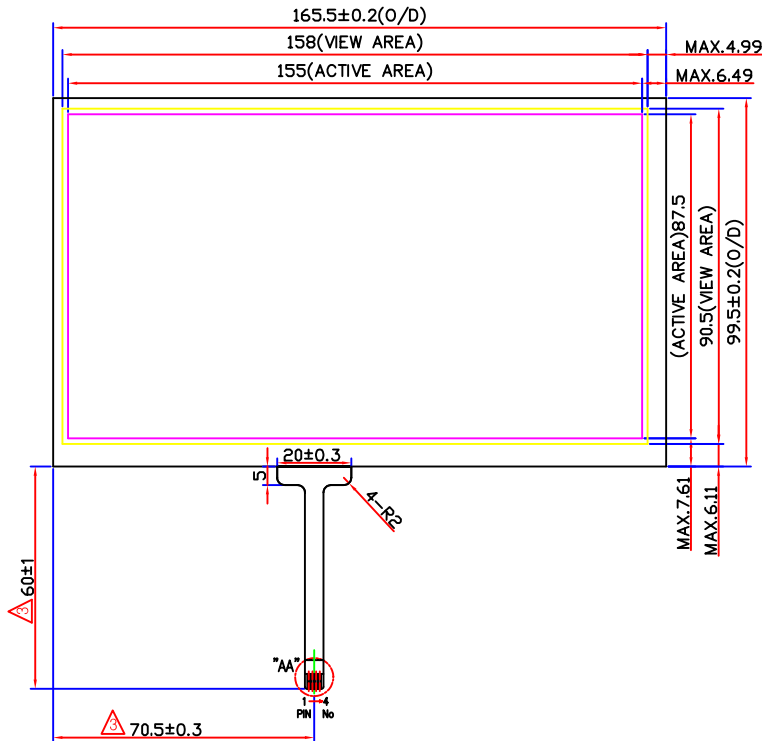 165.5±0.2(O/D)
158(VIEW AREA)
MAX.4.99
155(ACTIVE AREA)
MAX.6.49
(ACTIVE AREA)87.5
90.5(VIEW AREA)
99.5±0.2(O/D)
20±0.3
5
4-R2
MAX.7.61
MAX.6.11
3 60±1
"AA"
1 4
PIN No
3 70.5±0.3